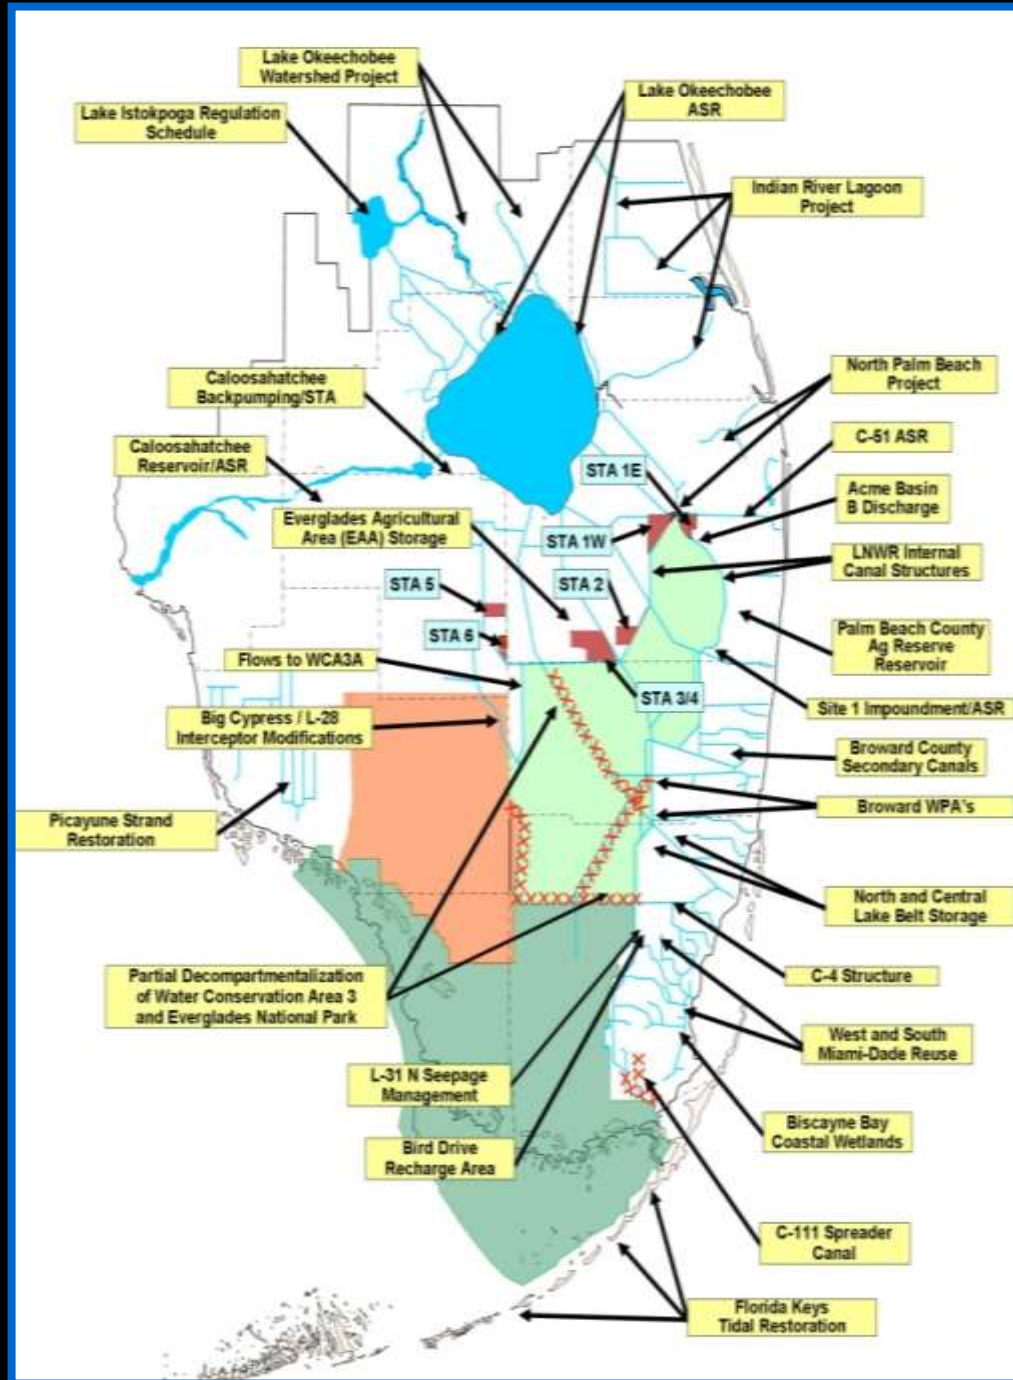 Lake Okeechobee
Watershed Project
Lake Okeechobee
ASR
Lake Istokpoga Regulation
Schedule
Indian River Lagoon
Project
North Palm Beach
Project
Caloosahatchee
Backpumping/STA
C-51 ASR
Caloosahatchee
Reservoir/ASR
STA 1E
Acme Basin
B Discharge
Everglades Agricultural
Area (EAA) Storage
STA 1W
LNWR Internal
Canal Structures
STA 5
STA 2
STA 6
Palm Beach County
Ag Reserve
Reservoir
Flows to WCA3A
STA 3/4
Site 1 Impoundment/ASR
Big Cypress / L-28
Interceptor Modifications
Broward County
Secondary Canals
Broward WPA's
Picayune Strand
Restoration
North and Central
Lake Belt Storage
Partial Decompartmentalization
of Water Conservation Area 3
and Everglades National Park
C-4 Structure
West and South
Miami-Dade Reuse
L-31 N Seepage
Management
Biscayne Bay
Coastal Wetlands
Bird Drive
Recharge Area
C-111 Spreader
Canal
Florida Keys
Tidal Restoration